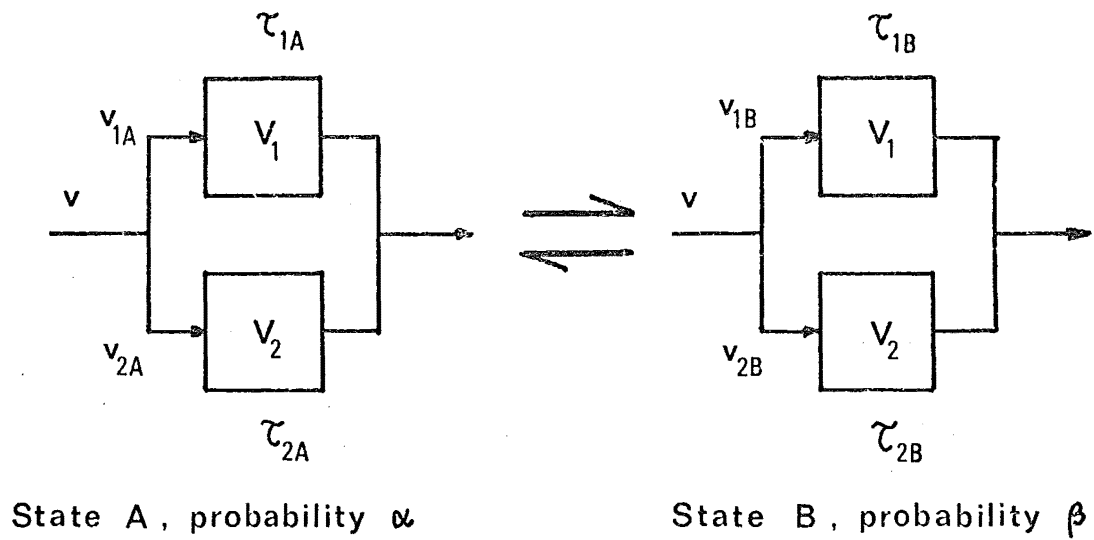 τ1A
v1A
V1
v
V2
v2A
τ2A
State A , probability α
τ1B
v1B
V1
v
V2
v2B
τ2B
State B , probability β